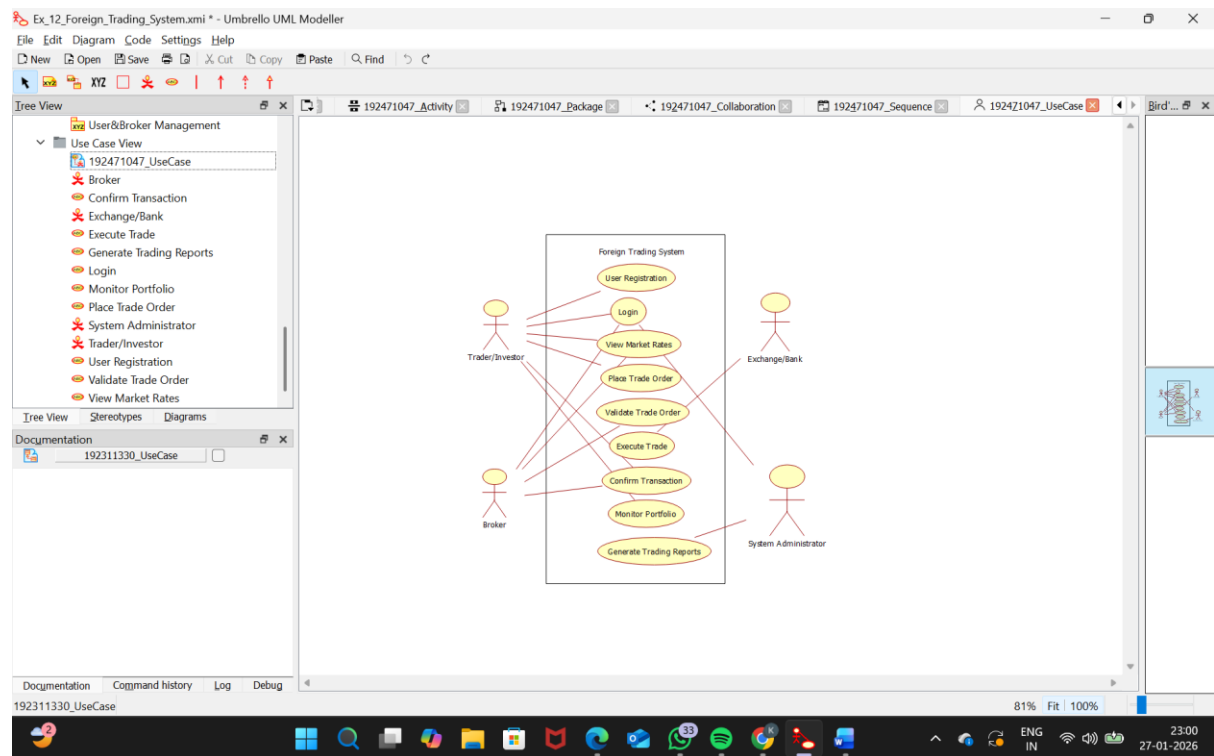 Ex_12_Foreign_Trading_System.xmi * - Umbrello UML Modeller
File Edit Diagram Code Settings Help
New Open Save Cut Copy Paste Find
XYZ
Tree View
192471047_Activity 192471047_Package 192471047_Collaboration 192471047_Sequence 192471047_UseCase
Bird'...
User&Broker Management
Use Case View
192471047_UseCase
Broker
Confirm Transaction
Exchange/Bank
Execute Trade
Generate Trading Reports
Login
Monitor Portfolio
Place Trade Order
System Administrator
Trader/Investor
User Registration
Validate Trade Order
View Market Rates
Tree View Stereotypes Diagrams
Documentation
192311330_UseCase
Foreign Trading System
User Registration
Login
View Market Rates
Trader/Investor
Exchange/Bank
Place Trade Order
Validate Trade Order
Execute Trade
Confirm Transaction
Monitor Portfolio
Broker
System Administrator
Generate Trading Reports
Documentation Command history Log Debug
192311330_UseCase
81% Fit 100%
2
33
K
ENG
IN
23:00
27-01-2026